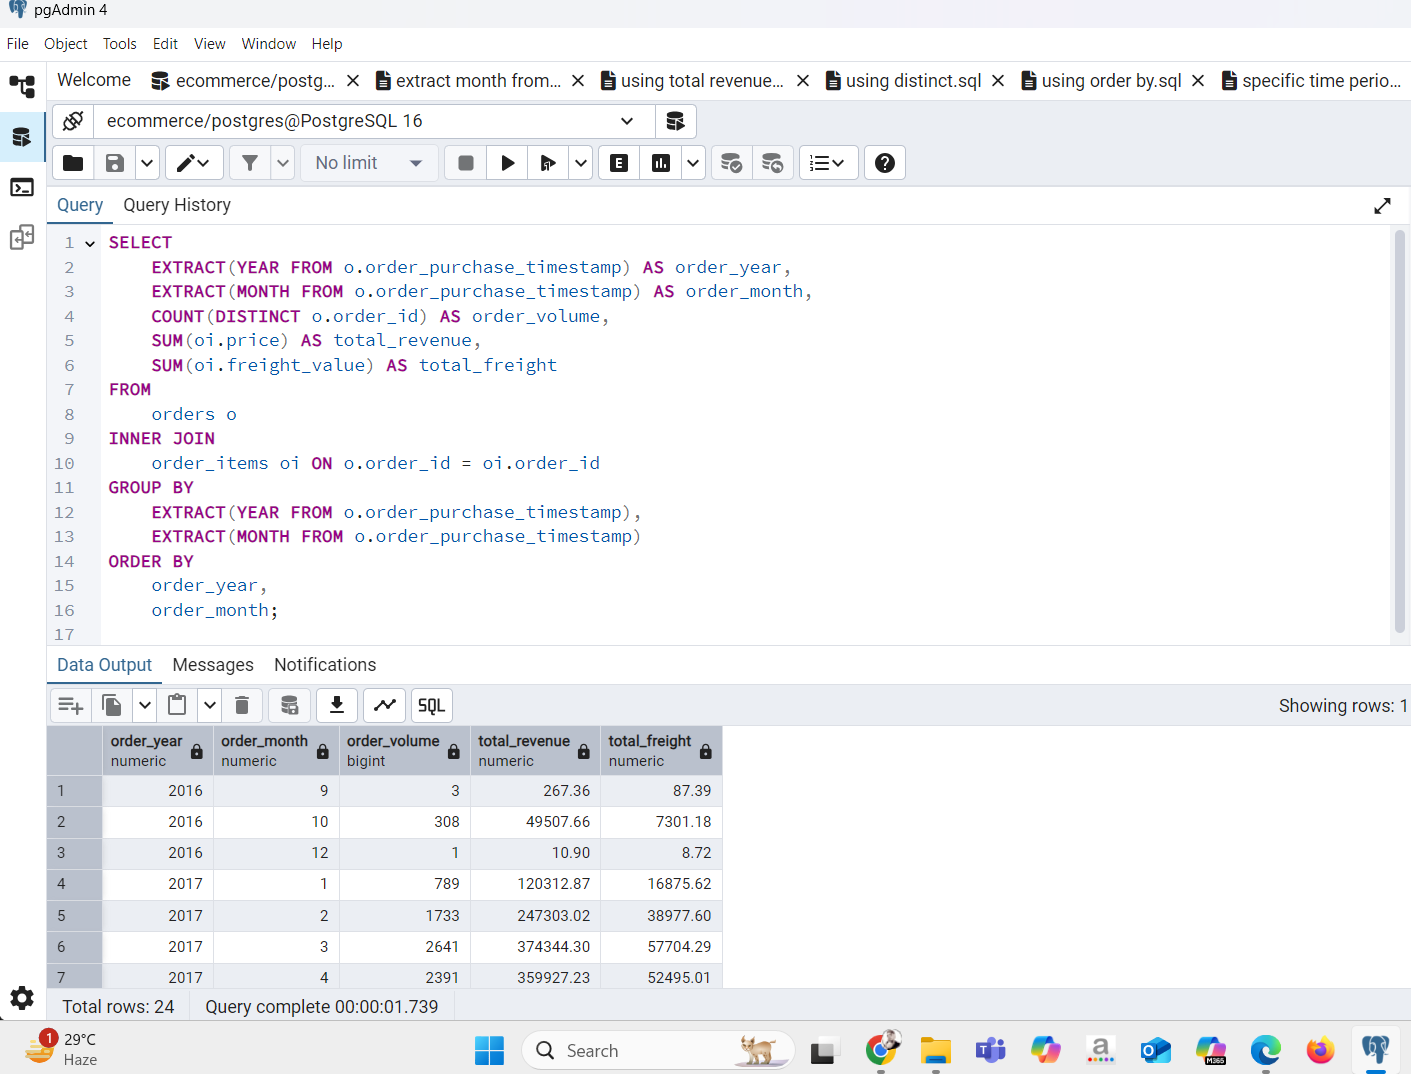 pgAdmin 4
File Object Tools Edit View Window Help
Welcome ecommerce/postg... extract month from... using total revenue... using distinct.sql using order by.sql specific time perio...
ecommerce/postgres@PostgreSQL 16
No limit E
Query Query History
1 SELECT
2 EXTRACT(YEAR FROM o.order_purchase_timestamp) AS order_year,
3 EXTRACT(MONTH FROM o.order_purchase_timestamp) AS order_month,
4 COUNT(DISTINCT o.order_id) AS order_volume,
5 SUM(oi.price) AS total_revenue,
6 SUM(oi.freight_value) AS total_freight
7 FROM
8 orders o
9 INNER JOIN
10 order_items oi ON o.order_id = oi.order_id
11 GROUP BY
12 EXTRACT(YEAR FROM o.order_purchase_timestamp),
13 EXTRACT(MONTH FROM o.order_purchase_timestamp)
14 ORDER BY
15 order_year,
16 order_month;
17
Data Output Messages Notifications
SQL Showing rows: 1
order_year order_month order_volume total_revenue total_freight
numeric numeric bigint numeric numeric
1 2016 9 3 267.36 87.39
2 2016 10 308 49507.66 7301.18
3 2016 12 1 10.90 8.72
4 2017 1 789 120312.87 16875.62
5 2017 2 1733 247303.02 38977.60
6 2017 3 2641 374344.30 57704.29
7 2017 4 2391 359927.23 52495.01
Total rows: 24 Query complete 00:00:01.739
1 29°C
Haze
Search
a
M365